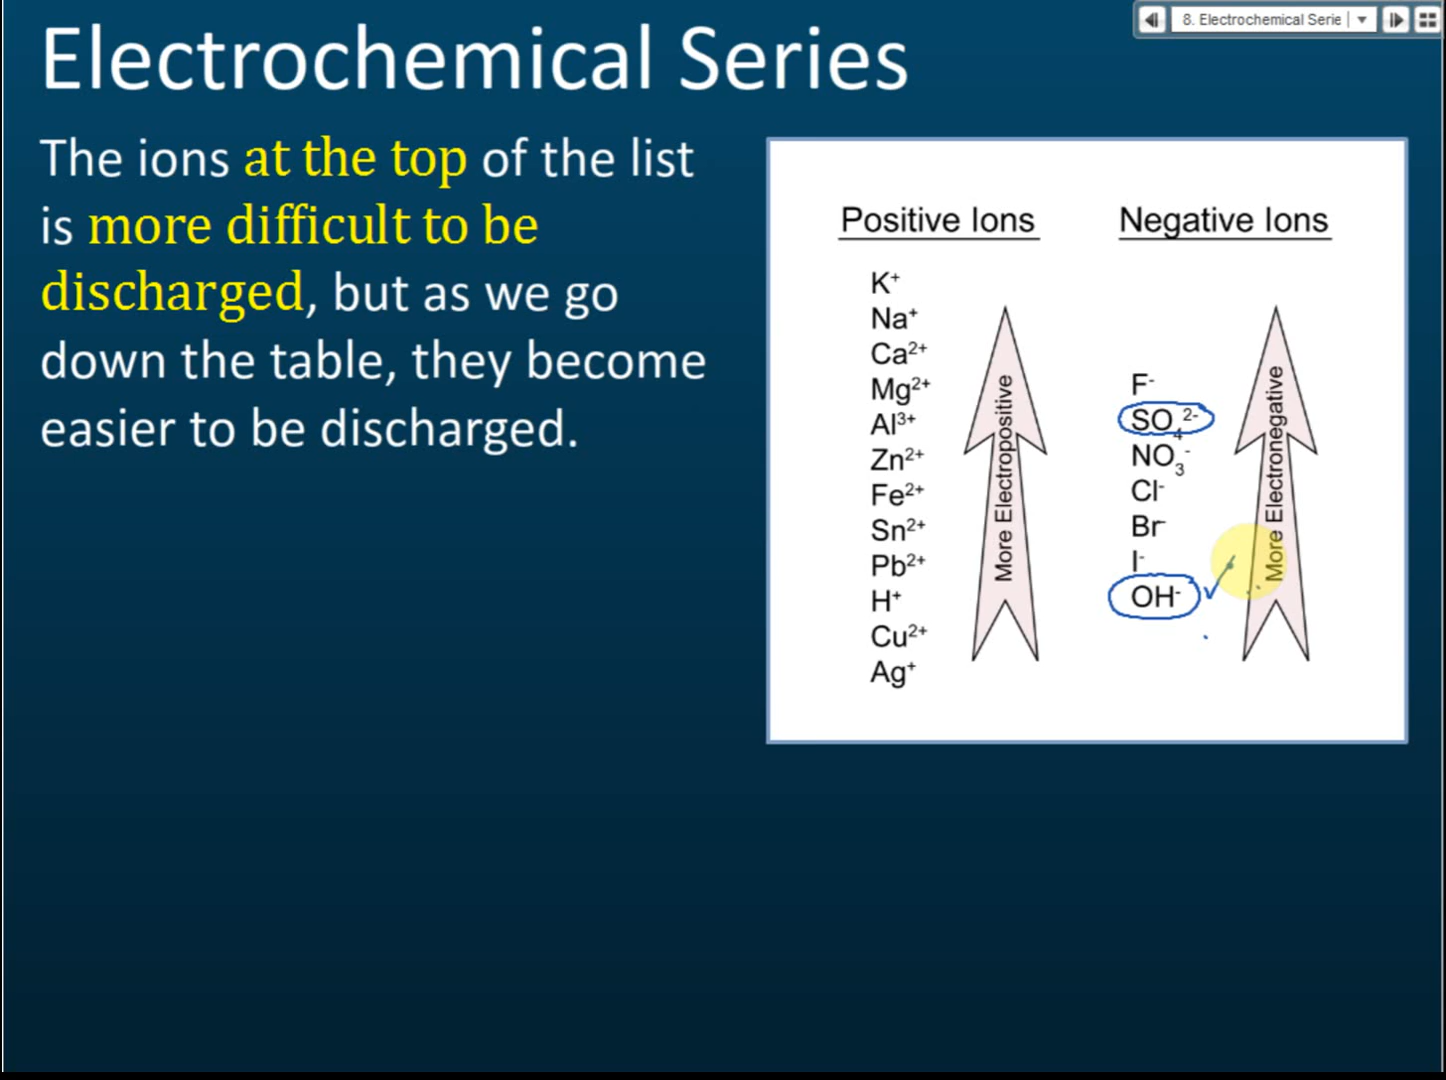 Electrochemical Series
8. Electrochemical Serie
The ions at the top of the list
is more difficult to be
discharged, but as we go
down the table, they become
easier to be discharged.
Positive Ions
K⁺
Na⁺
Ca²⁺
Mg²⁺
Al³⁺
Zn²⁺
Fe²⁺
Sn²⁺
Pb²⁺
H⁺
Cu²⁺
Ag⁺
More Electropositive
Negative Ions
F⁻
SO₄²⁻
NO₃⁻
Cl⁻
Br⁻
I⁻
OH⁻
More Electronegative